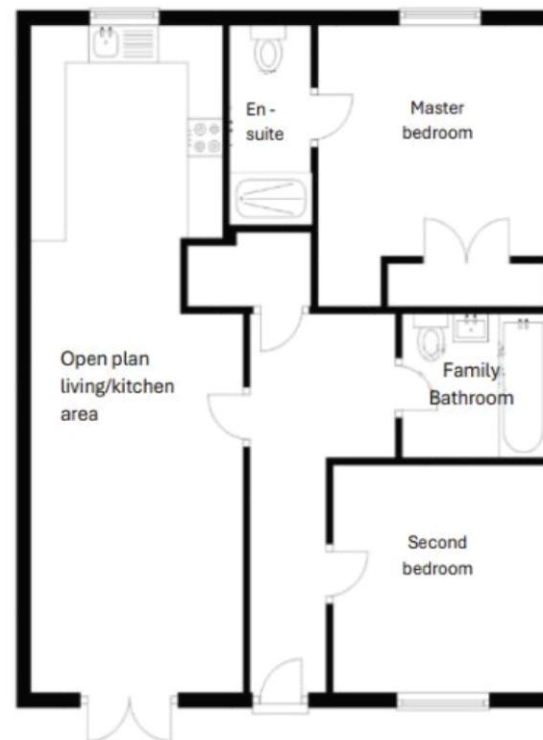 En -
suite
Master
bedroom
Open plan
living/kitchen
area
Family
Bathroom
Second
bedroom